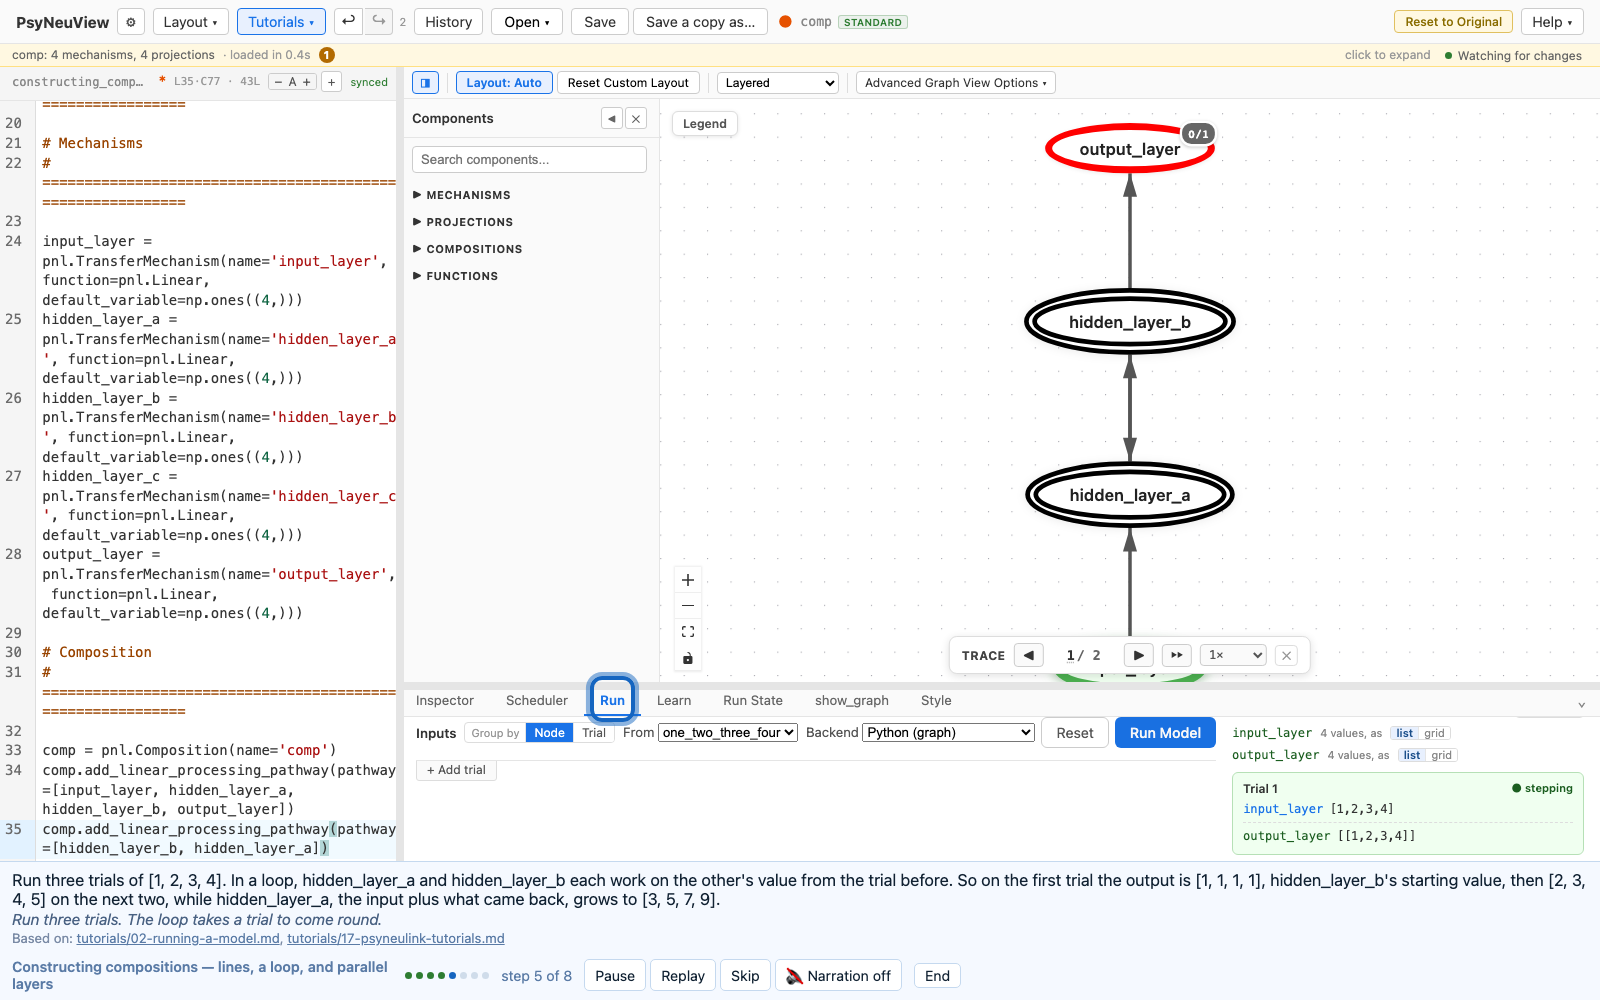 PsyNeuView
Layout ▾
Tutorials ▾
2
History
Open ▾
Save
Save a copy as...
comp STANDARD
Reset to Original
Help ▾
comp: 4 mechanisms, 4 projections · loaded in 0.4s 1
click to expand
Watching for changes
constructing_comp… * L35·C77 · 43L − A + + synced
Layout: Auto
Reset Custom Layout
Layered
Advanced Graph View Options ▾
=================
20
21 # Mechanisms
22 #
==========================================
=================
23
24 input_layer =
pnl.TransferMechanism(name='input_layer',
function=pnl.Linear,
default_variable=np.ones((4,)))
25 hidden_layer_a =
pnl.TransferMechanism(name='hidden_layer_a
', function=pnl.Linear,
default_variable=np.ones((4,)))
26 hidden_layer_b =
pnl.TransferMechanism(name='hidden_layer_b
', function=pnl.Linear,
default_variable=np.ones((4,)))
27 hidden_layer_c =
pnl.TransferMechanism(name='hidden_layer_c
', function=pnl.Linear,
default_variable=np.ones((4,)))
28 output_layer =
pnl.TransferMechanism(name='output_layer',
function=pnl.Linear,
default_variable=np.ones((4,)))
29
30 # Composition
31 #
==========================================
=================
32
33 comp = pnl.Composition(name='comp')
34 comp.add_linear_processing_pathway(pathway
=[input_layer, hidden_layer_a,
hidden_layer_b, output_layer])
35 comp.add_linear_processing_pathway(pathway
=[hidden_layer_b, hidden_layer_a])
Components
Search components...
MECHANISMS
PROJECTIONS
COMPOSITIONS
FUNCTIONS
Legend
output_layer
0/1
hidden_layer_b
hidden_layer_a
TRACE 1 / 2 1×
Inspector
Scheduler
Run
Learn
Run State
show_graph
Style
Inputs Group by Node Trial From one_two_three_four Backend Python (graph) Reset Run Model
+ Add trial
input_layer 4 values, as list grid
output_layer 4 values, as list grid
Trial 1 stepping
input_layer [1,2,3,4]
output_layer [[1,2,3,4]]
Run three trials of [1, 2, 3, 4]. In a loop, hidden_layer_a and hidden_layer_b each work on the other's value from the trial before. So on the first trial the output is [1, 1, 1, 1], hidden_layer_b's starting value, then [2, 3,
4, 5] on the next two, while hidden_layer_a, the input plus what came back, grows to [3, 5, 7, 9].
Run three trials. The loop takes a trial to come round.
Based on: tutorials/02-running-a-model.md, tutorials/17-psyneulink-tutorials.md
Constructing compositions — lines, a loop, and parallel
layers
step 5 of 8
Pause
Replay
Skip
Narration off
End